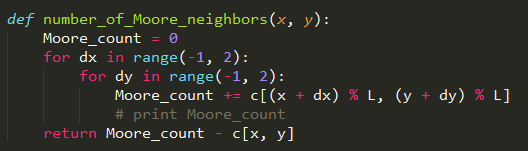 def number_of_Moore_neighbors(x, y):
    Moore_count = 0
    for dx in range(-1, 2):
        for dy in range(-1, 2):
            Moore_count += c[(x + dx) % L, (y + dy) % L]
            # print Moore_count
    return Moore_count - c[x, y]